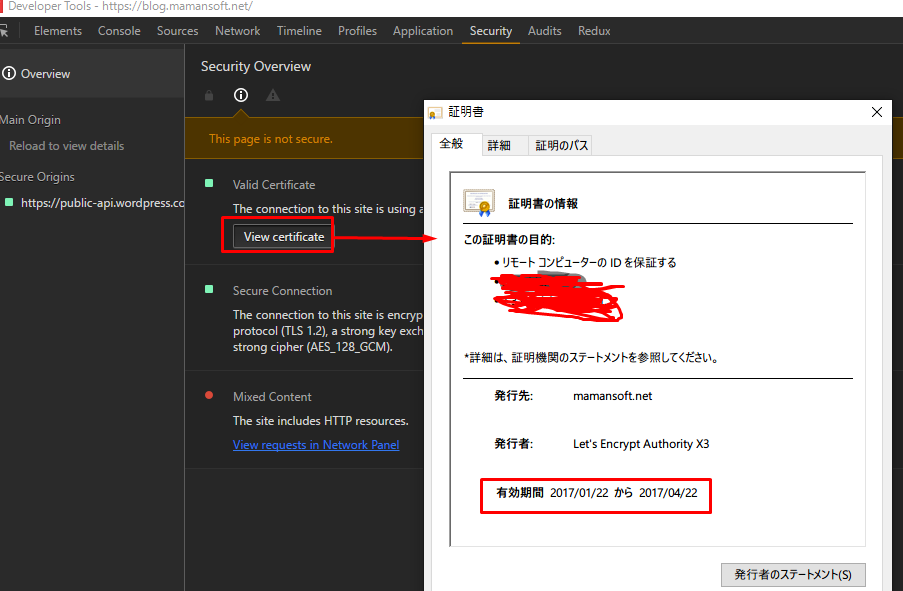 Developer Tools - https://blog.mamansoft.net/
Elements Console Sources Network Timeline Profiles Application Security Audits Redux
Overview
Main Origin
Reload to view details
Secure Origins
https://public-api.wordpress.co
Security Overview
This page is not secure.
Valid Certificate
The connection to this site is using a
View certificate
Secure Connection
The connection to this site is encryp
protocol (TLS 1.2), a strong key exch
strong cipher (AES_128_GCM).
Mixed Content
The site includes HTTP resources.
View requests in Network Panel
証明書
全般 詳細 証明のパス
証明書の情報
この証明書の目的:
• リモート コンピューターの ID を保証する
*詳細は、証明機関のステートメントを参照してください。
発行先: mamansoft.net
発行者: Let's Encrypt Authority X3
有効期間 2017/01/22 から 2017/04/22
発行者のステートメント(S)